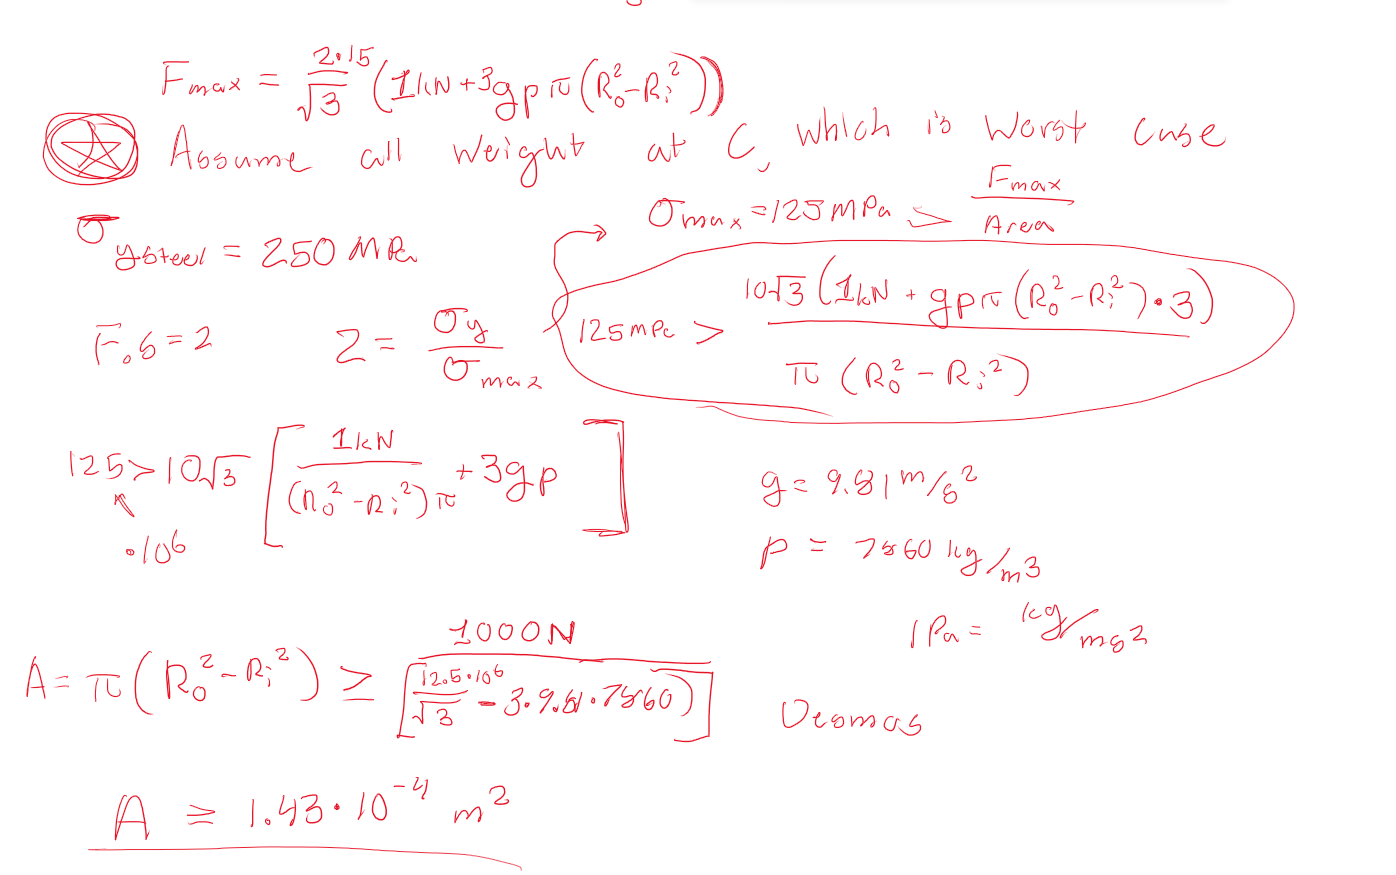 Fmax = 2·15/√3 (1kN+3gρπ(Ro²-Ri²))
Assume all weight at C, which is worst case
σy steel = 250 MPa
σmax = 125 MPa > Fmax/Area
F.o.S = 2
2 = σy/σmax
125 MPa > 10√3 (1kN + gρπ(Ro²-Ri²)·3) / π(Ro²-Ri²)
125 > 10√3 [1kN/((Ro²-Ri²)π) + 3gρ]
·10⁶
g = 9.81 m/s²
ρ = 7860 kg/m³
1Pa = kg/ms²
A = π(Ro²-Ri²) ≥ 1000N / [12.5·10⁶/√3 - 3·9.81·7860)]
Desmos
A ≥ 1.43·10⁻⁴ m²